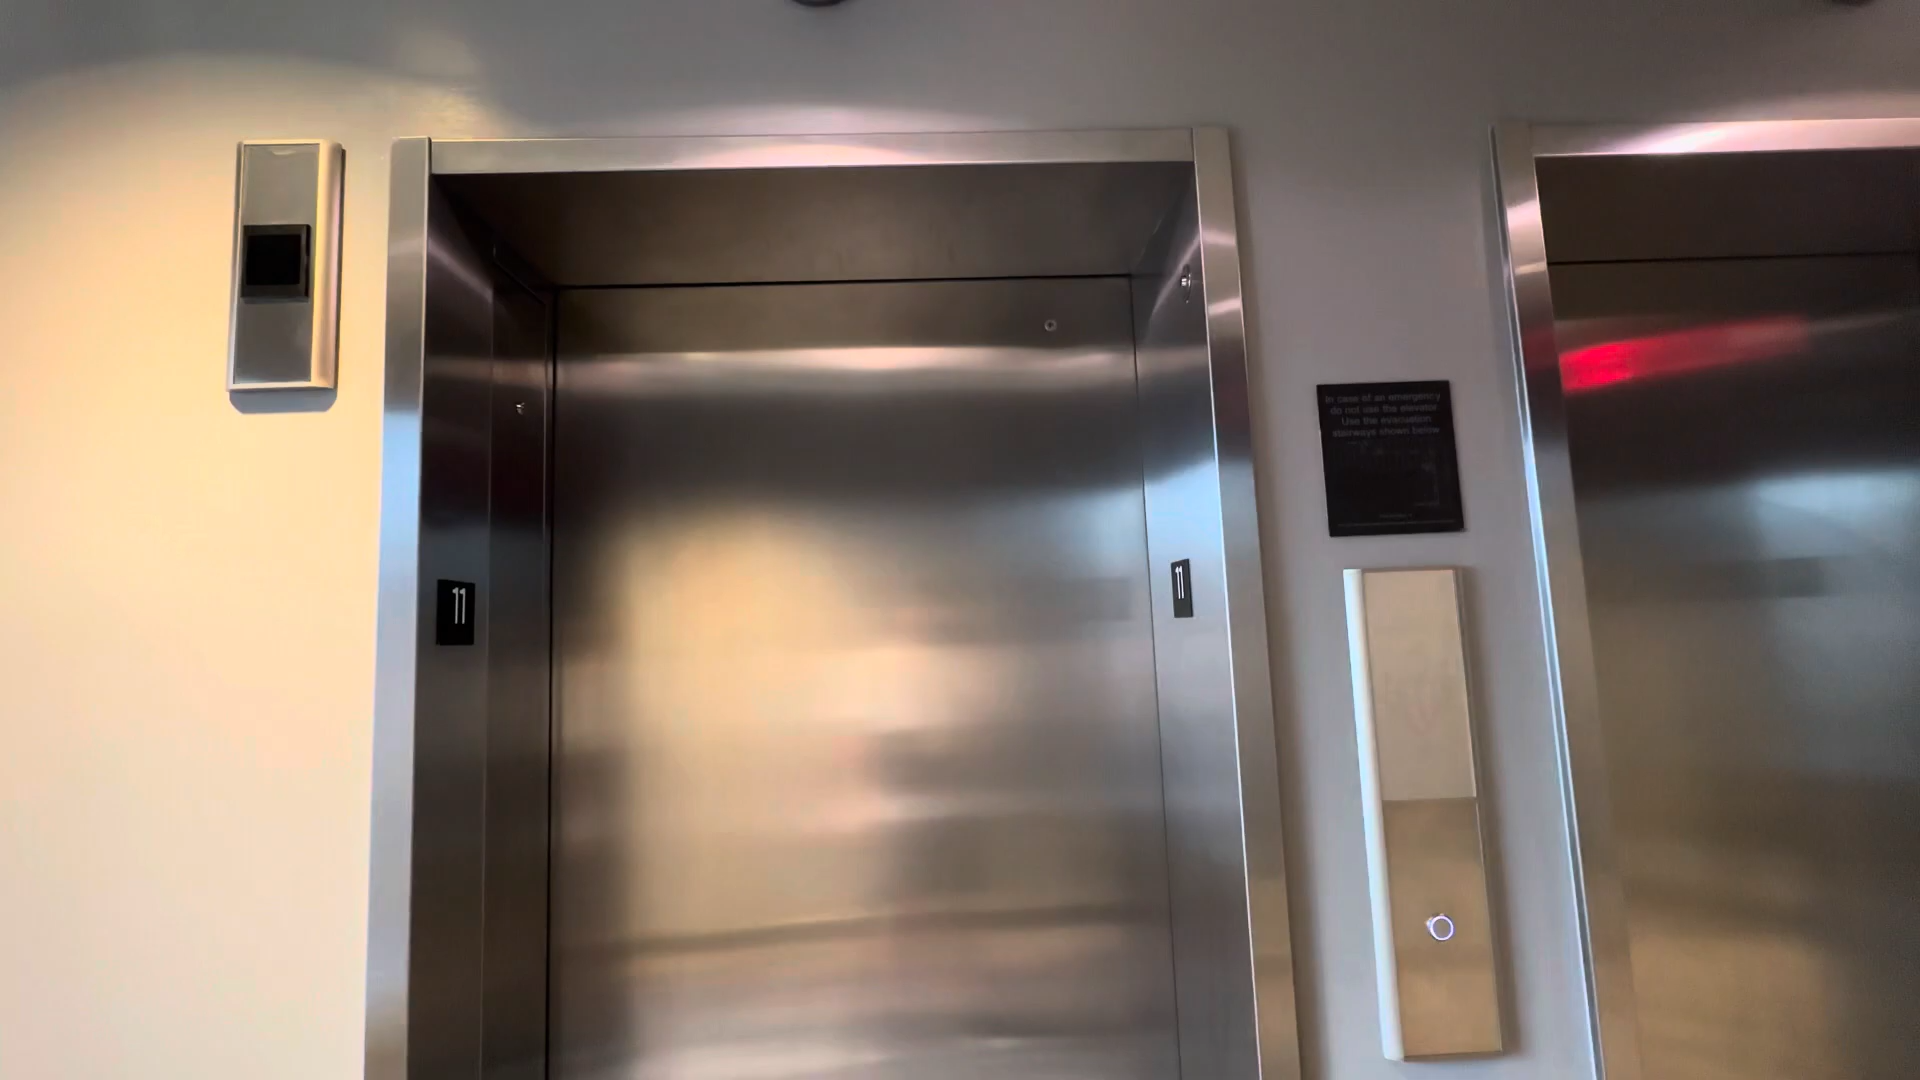 In case of an emergency
do not use the elevator.
Use the evacuation
stairways shown below.
11
11